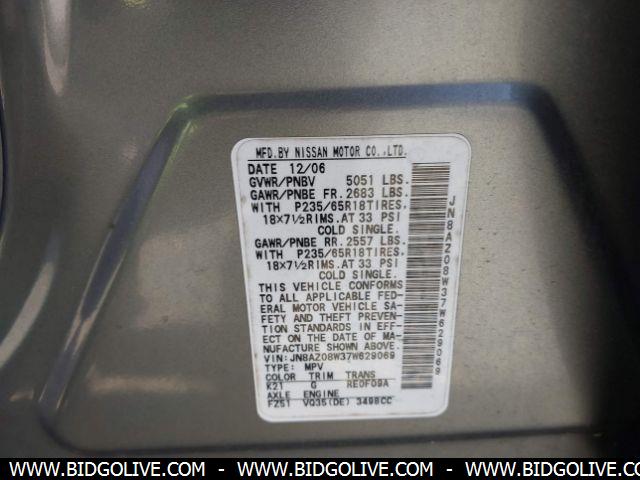 MFD.BY NISSAN MOTOR CO.,LTD.
DATE 12/06
GVWR/PNBV 5051 LBS.
GAWR/PNBE FR. 2683 LBS.
WITH P235/65R18TIRES,
18×7½RIMS.AT 33 PSI
COLD SINGLE.
GAWR/PNBE RR. 2557 LBS.
WITH P235/65R18TIRES,
18×7½RIMS.AT 33 PSI
COLD SINGLE.
THIS VEHICLE CONFORMS
TO ALL APPLICABLE FED-
ERAL MOTOR VEHICLE SA-
FETY AND THEFT PREVEN-
TION STANDARDS IN EFF-
ECT ON THE DATE OF MA-
NUFACTURE SHOWN ABOVE.
VIN: JN8AZ08W37W629069
TYPE: MPV
COLOR TRIM TRANS
K21 G RE0F09A
AXLE ENGINE
FZ51 VQ35(DE) 3498CC
JN8AZ08W37W629069
WWW.BIDGOLIVE.COM - WWW.BIDGOLIVE.COM - WWW.BIDGOLIVE.COM